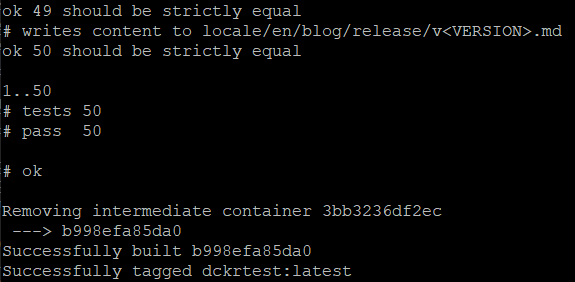 ok 49 should be strictly equal
# writes content to locale/en/blog/release/v<VERSION>.md
ok 50 should be strictly equal
1..50
# tests 50
# pass  50
# ok
Removing intermediate container 3bb3236df2ec
 ---> b998efa85da0
Successfully built b998efa85da0
Successfully tagged dckrtest:latest